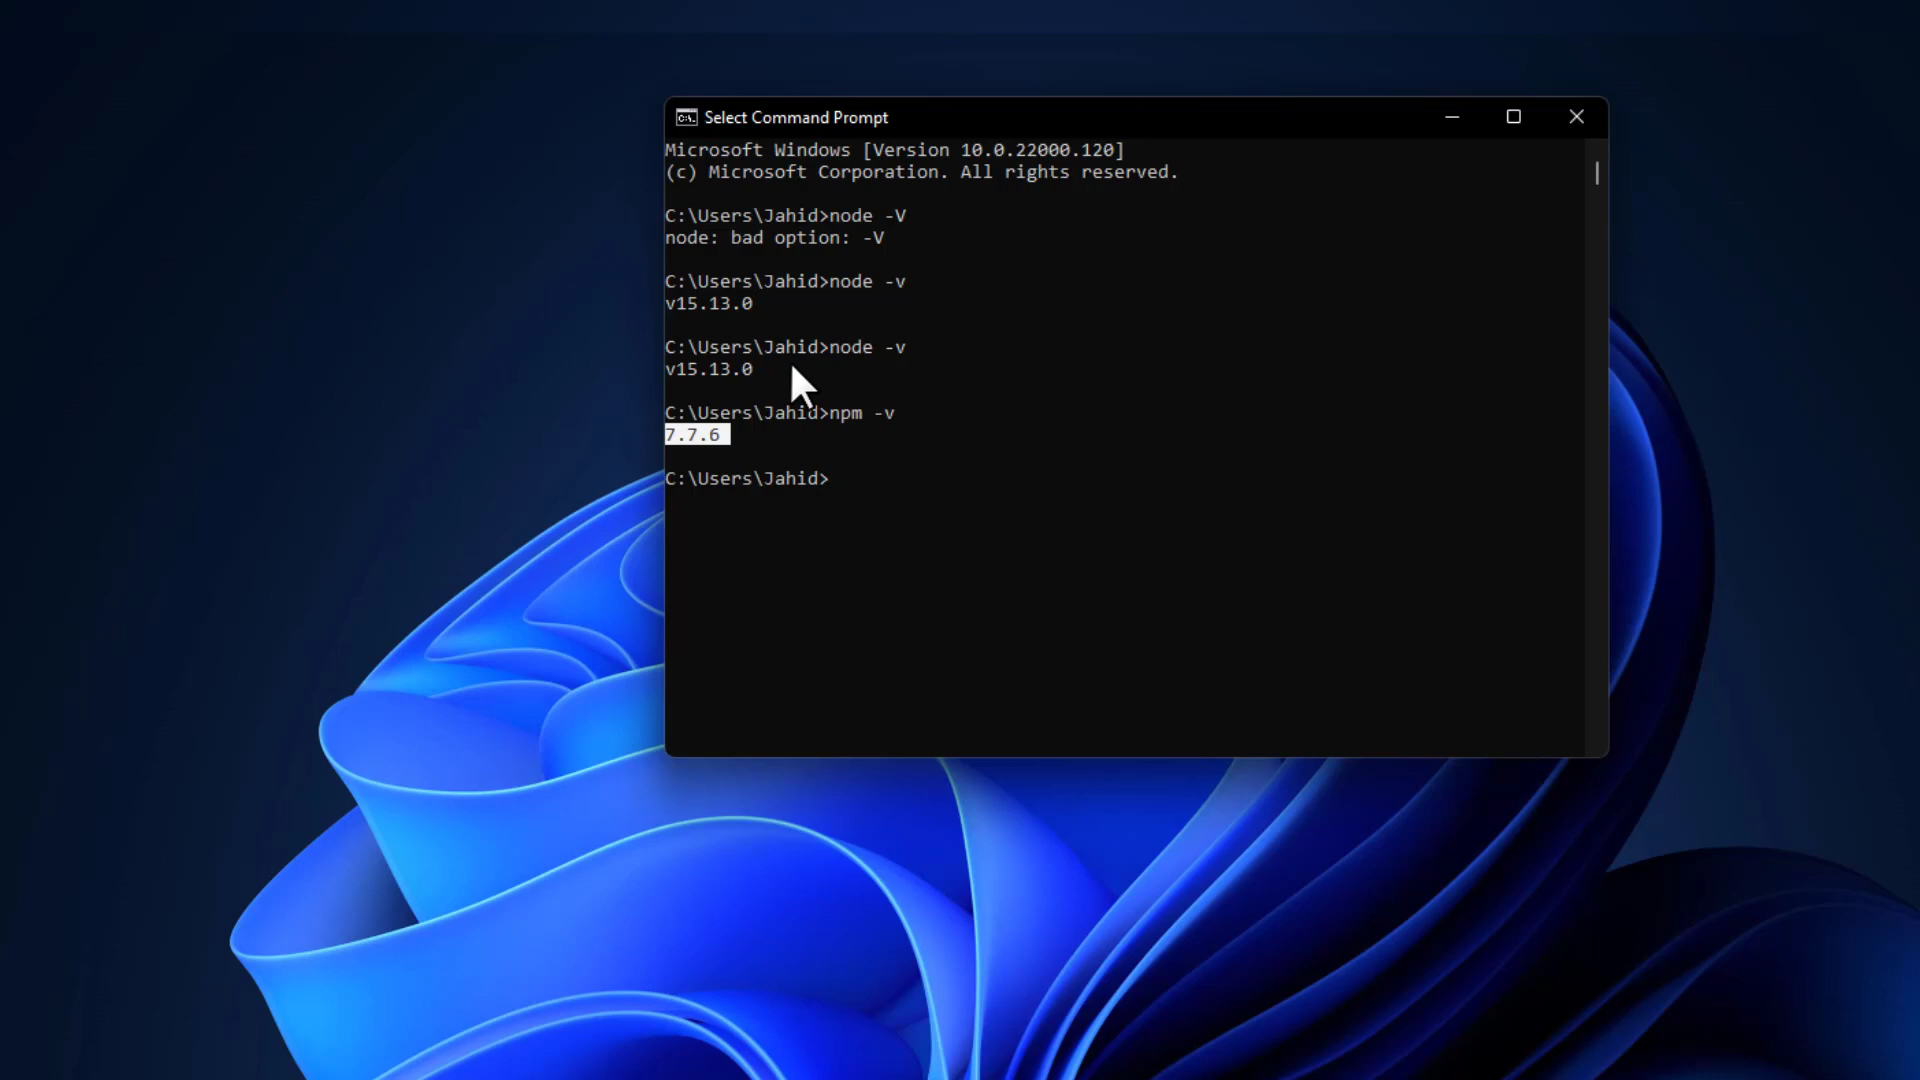 Select Command Prompt
Microsoft Windows [Version 10.0.22000.120]
(c) Microsoft Corporation. All rights reserved.
C:\Users\Jahid>node -V
node: bad option: -V
C:\Users\Jahid>node -v
v15.13.0
C:\Users\Jahid>node -v
v15.13.0
C:\Users\Jahid>npm -v
7.7.6
C:\Users\Jahid>